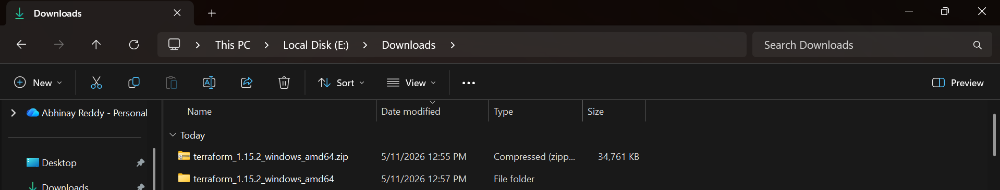 Downloads
This PC Local Disk (E:) Downloads Search Downloads
New Sort View Preview
Abhinay Reddy - Personal
Name Date modified Type Size
Today
terraform_1.15.2_windows_amd64.zip 5/11/2026 12:55 PM Compressed (zipp... 34,761 KB
Desktop
terraform_1.15.2_windows_amd64 5/11/2026 12:57 PM File folder
Downloads